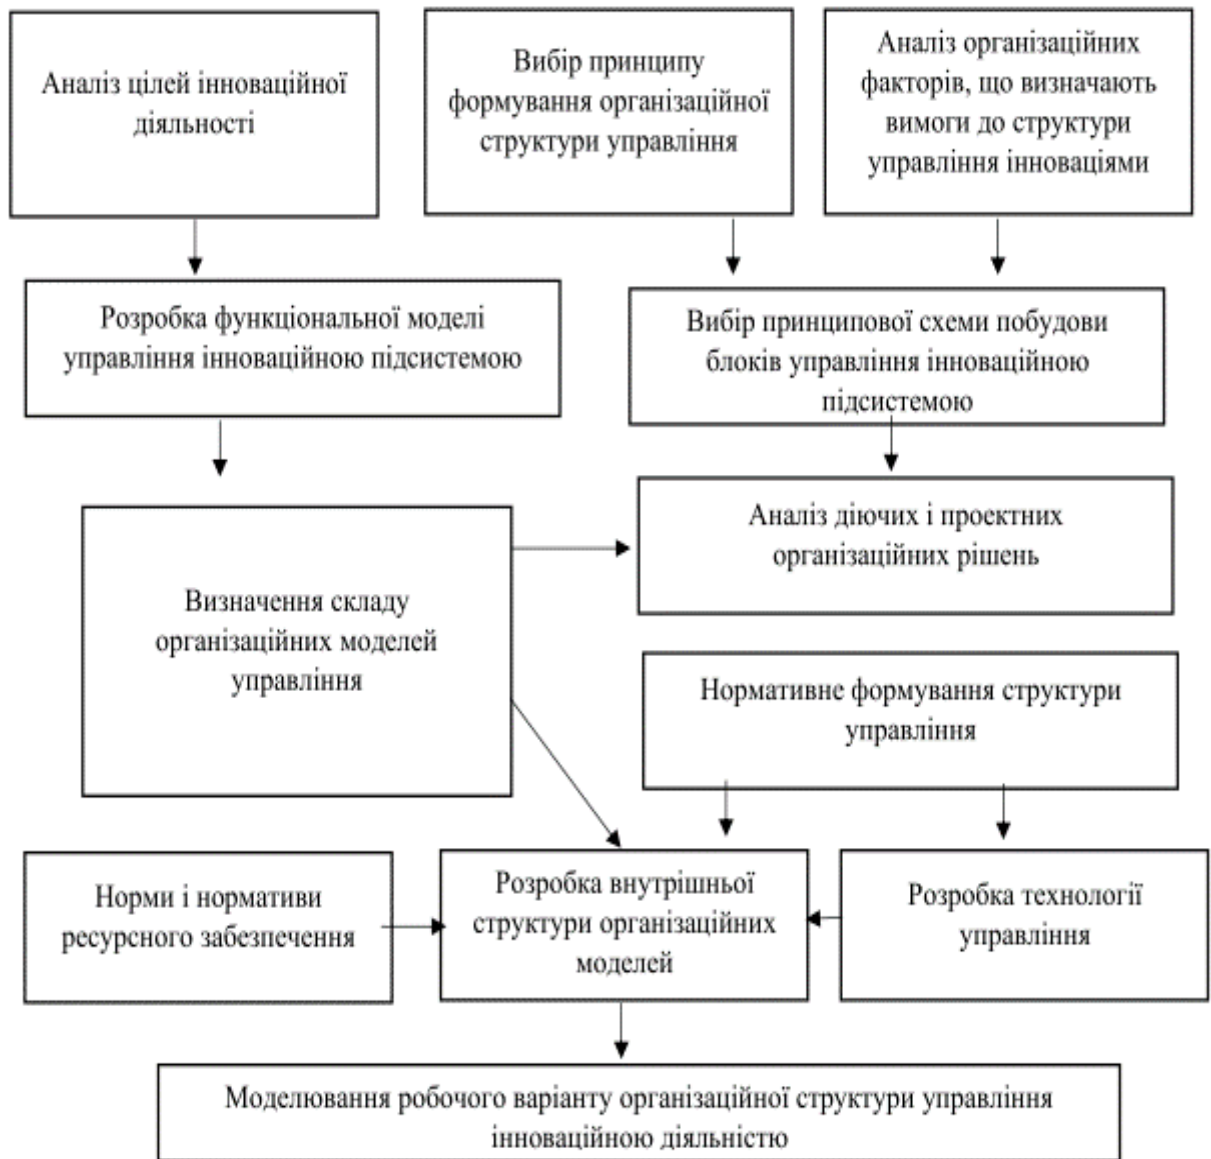 Аналіз цілей інноваційної
діяльності
Вибір принципу
формування організаційної
структури управління
Аналіз організаційних
факторів, що визначають
вимоги до структури
управління інноваціями
Розробка функціональної моделі
управління інноваційною підсистемою
Вибір принципової схеми побудови
блоків управління інноваційною
підсистемою
Визначення складу
організаційних моделей
управління
Аналіз діючих і проектних
організаційних рішень
Нормативне формування структури
управління
Норми і нормативи
ресурсного забезпечення
Розробка внутрішньої
структури організаційних
моделей
Розробка технології
управління
Моделювання робочого варіанту організаційної структури управління
інноваційною діяльністю